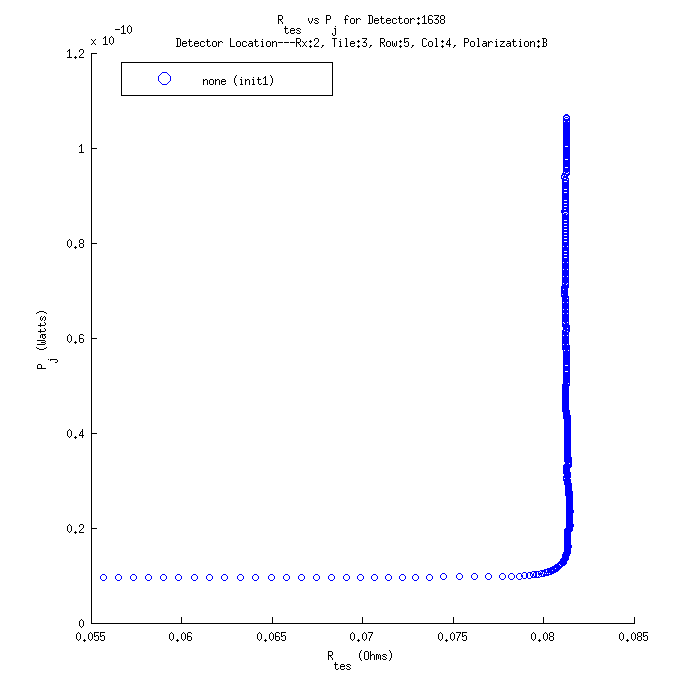 R_tes vs P_j for Detector:1638
Detector Location---Rx:2, Tile:3, Row:5, Col:4, Polarization:B
x 10^-10
none (init1)
1.2
1
0.8
0.6
0.4
0.2
0
P_j (Watts)
0.055 0.06 0.065 0.07 0.075 0.08 0.085
R_tes (Ohms)